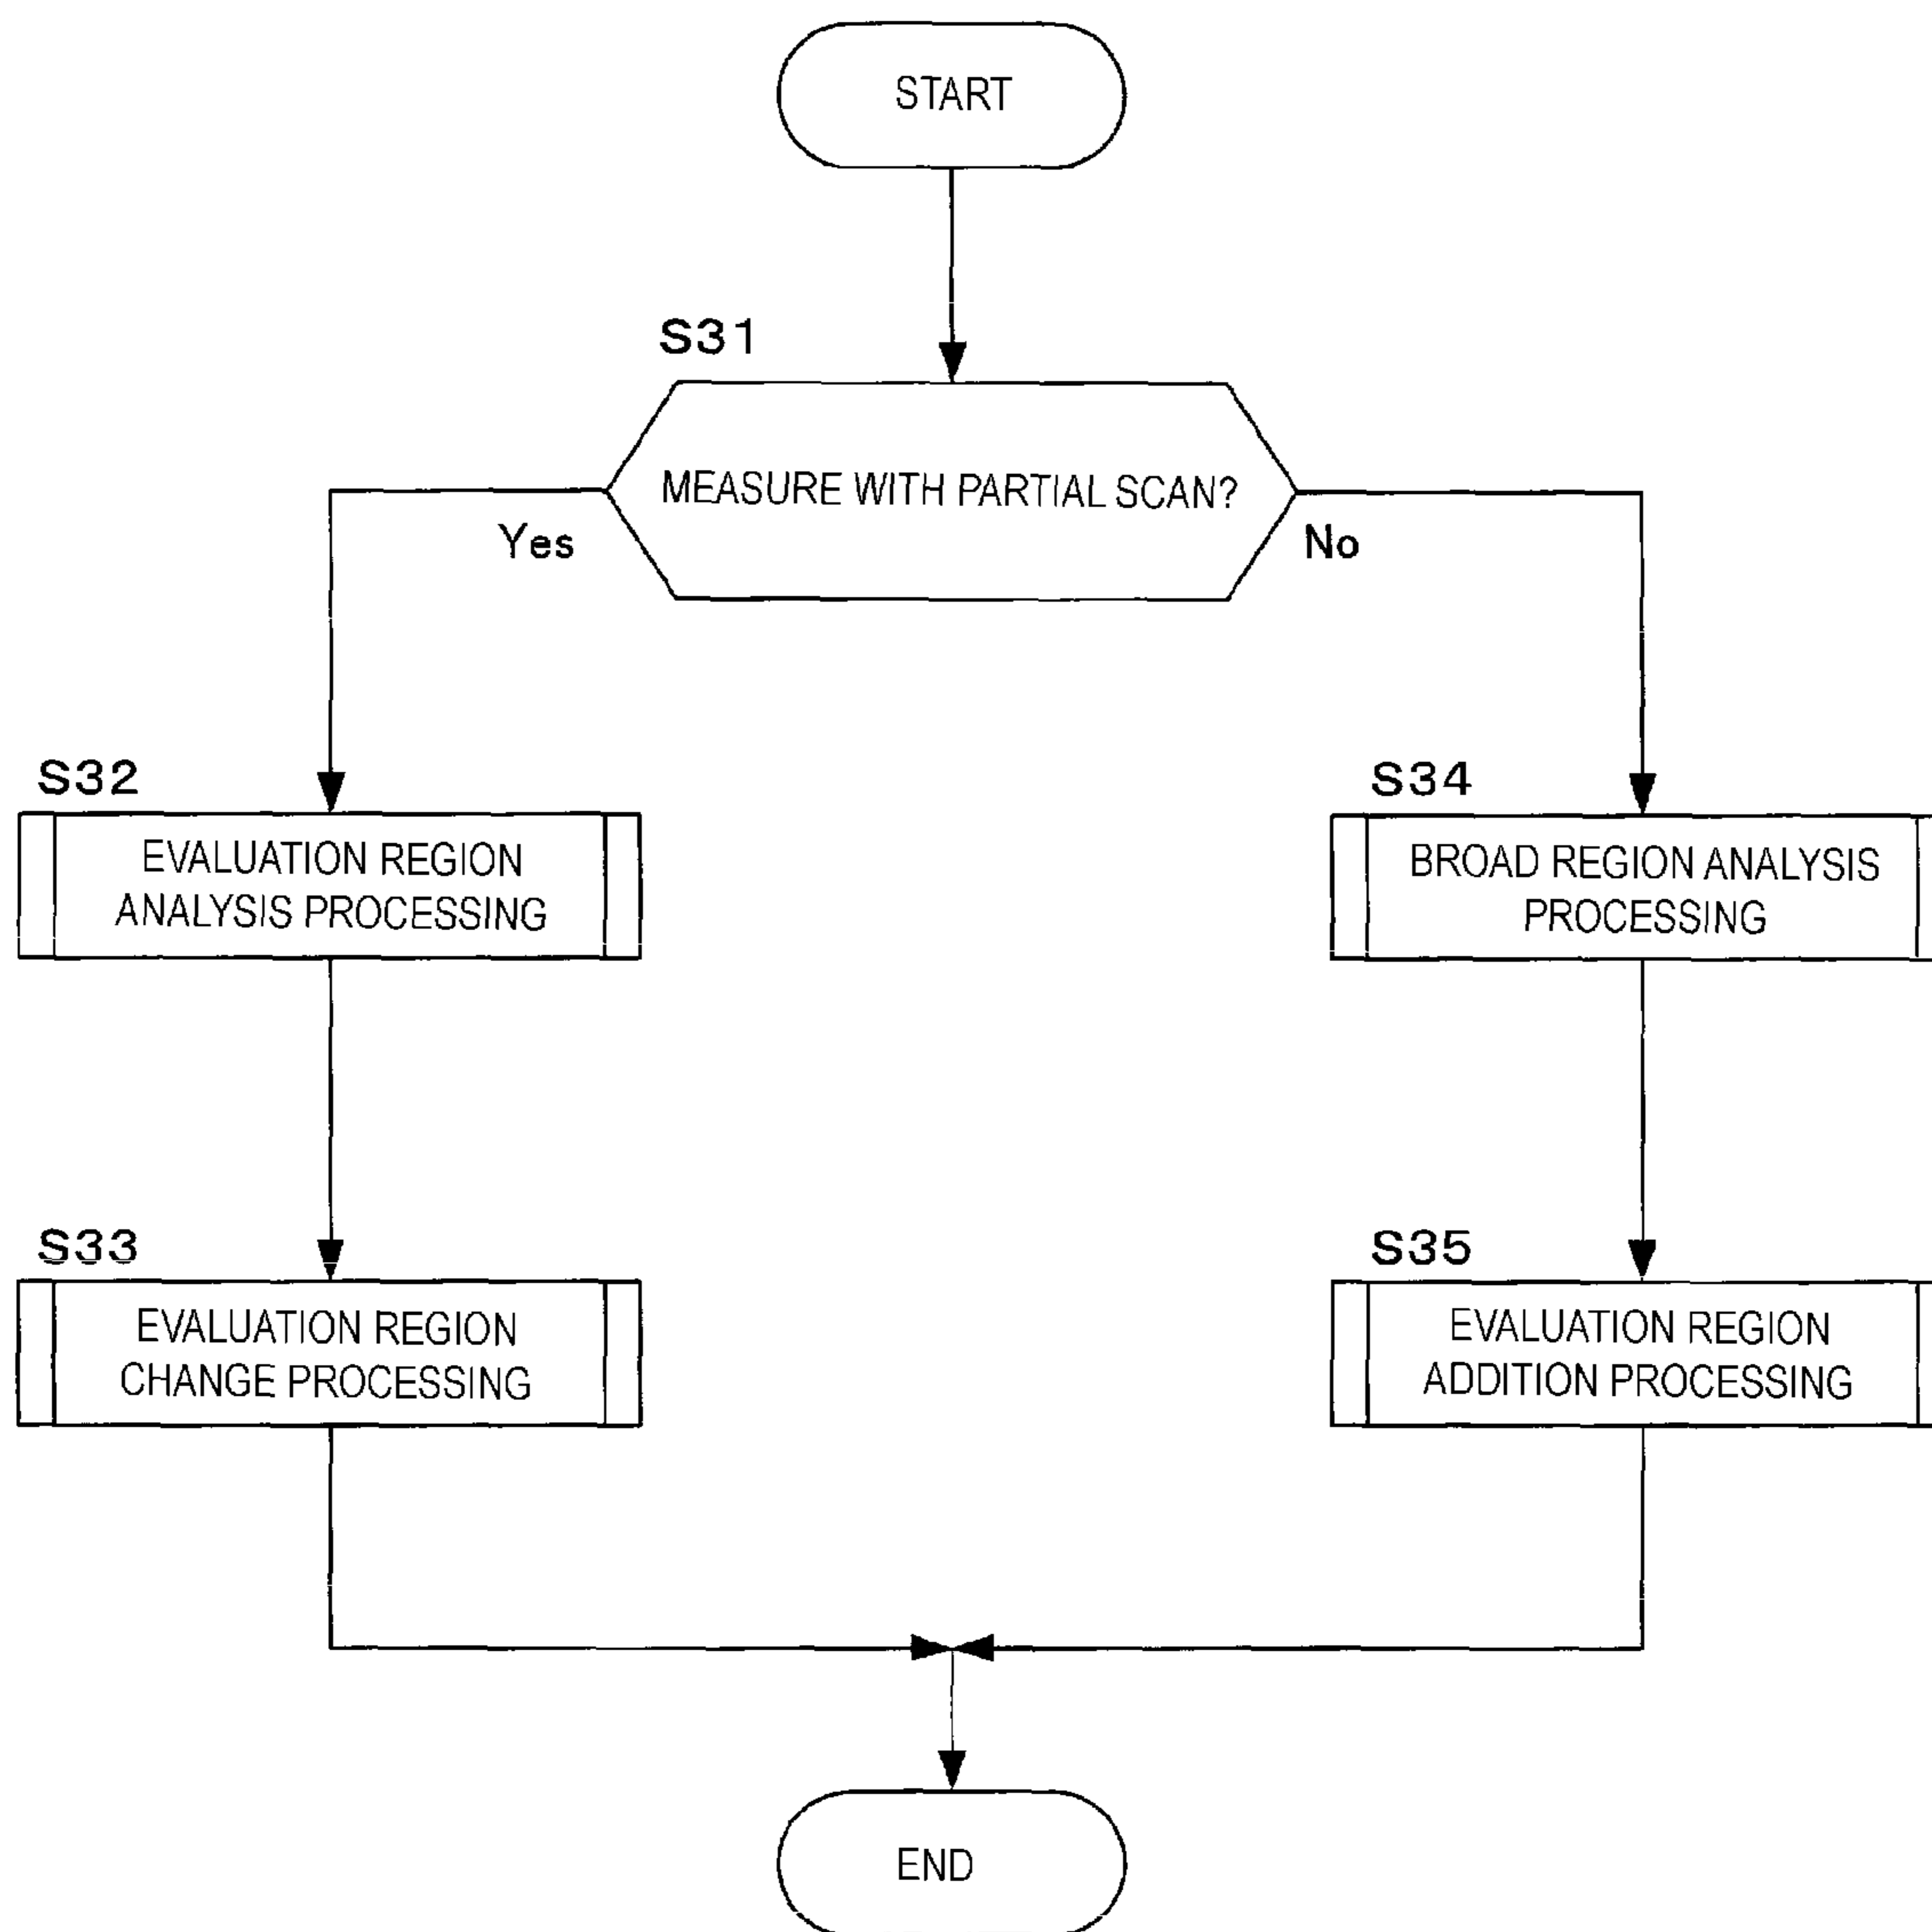 START
S31
MEASURE WITH PARTIAL SCAN?
Yes
No
S32
EVALUATION REGION
ANALYSIS PROCESSING
S34
BROAD REGION ANALYSIS
PROCESSING
S33
EVALUATION REGION
CHANGE PROCESSING
S35
EVALUATION REGION
ADDITION PROCESSING
END